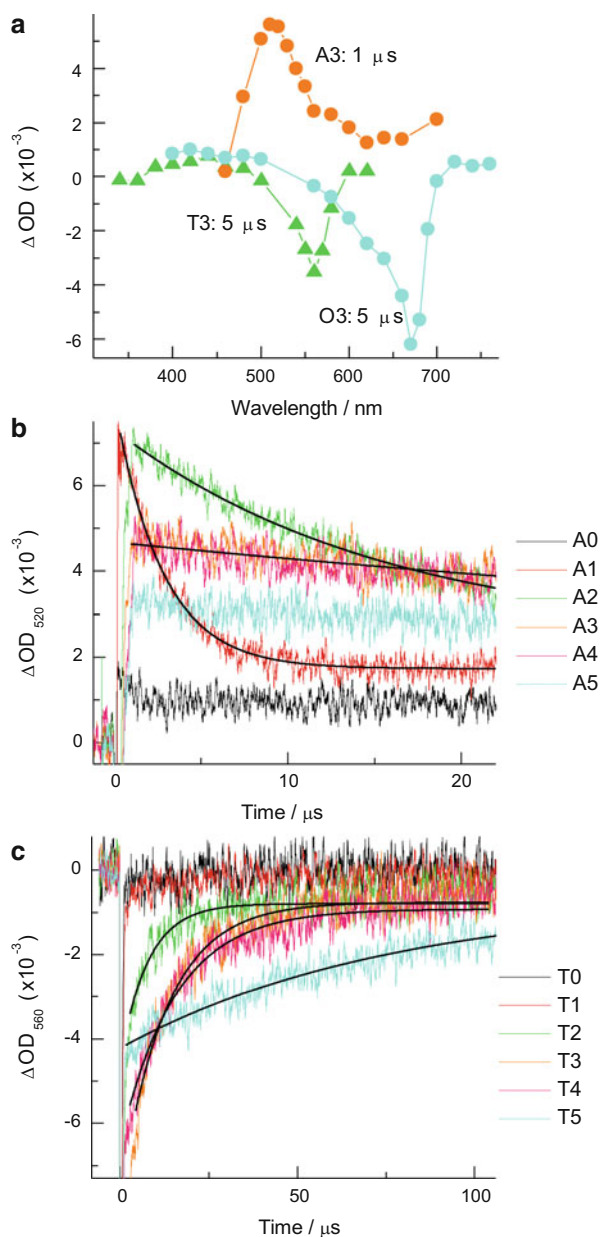 a
A3: 1 μs
T3: 5 μs
O3: 5 μs
Δ OD (x10⁻³)
4
2
0
-2
-4
-6
400
500
600
700
Wavelength / nm
b
Δ OD₅₂₀ (x10⁻³)
6
4
2
0
0
10
20
Time / μs
A0
A1
A2
A3
A4
A5
c
Δ OD₅₆₀ (x10⁻³)
0
-2
-4
-6
0
50
100
Time / μs
T0
T1
T2
T3
T4
T5